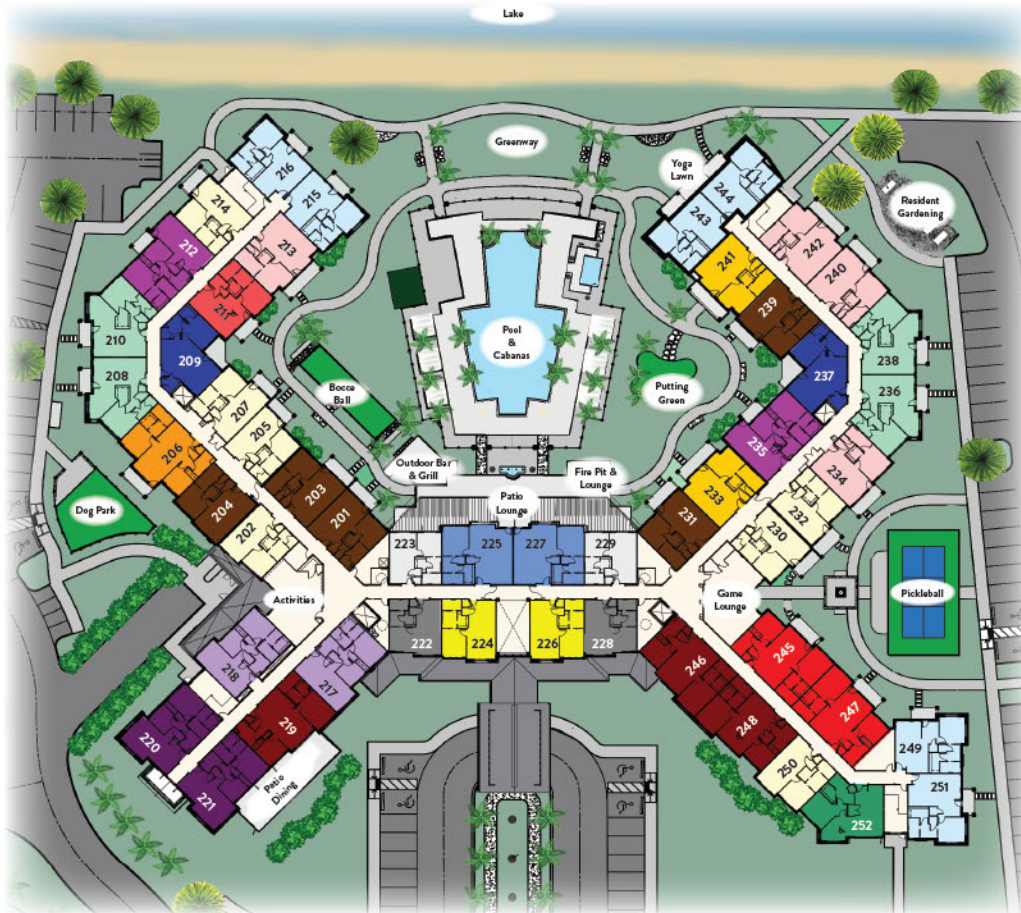 Lake
Greenway
Yoga
Lawn
Resident
Gardening
216
215
214
213
212
211
210
209
208
207
206
205
204
203
202
201
244
243
242
241
240
239
238
237
236
235
234
233
232
231
230
Pool
&
Cabanas
Bocce
Ball
Putting
Green
Outdoor Bar
& Grill
Fire Pit &
Lounge
Patio
Lounge
Dog Park
223
225
227
229
Activities
Game
Lounge
Pickleball
222
224
226
228
218
217
220
219
221
Patio
Dining
246
245
248
247
250
249
251
252